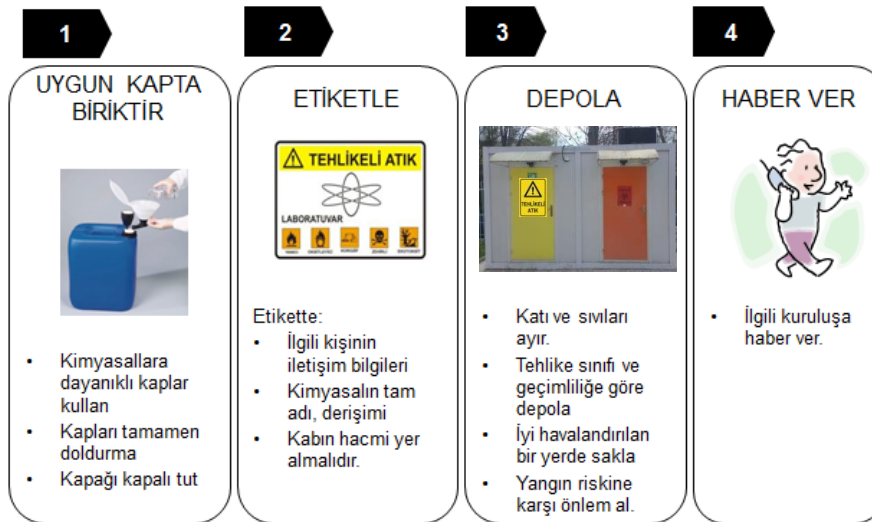 1
UYGUN KAPTA
BİRİKTİR
• Kimyasallara
dayanıklı kaplar
kullan
• Kapları tamamen
doldurma
• Kapağı kapalı tut
2
ETİKETLE
TEHLİKELİ ATIK
LABORATUVAR
Etikette:
• İlgili kişinin
iletişim bilgileri
• Kimyasalın tam
adı, derişimi
• Kabın hacmi yer
almalıdır.
3
DEPOLA
TEHLİKELİ
ATIK
• Katı ve sıvıları
ayır.
• Tehlike sınıfı ve
geçimliliğe göre
depola
• İyi havalandırılan
bir yerde sakla
• Yangın riskine
karşı önlem al.
4
HABER VER
• İlgili kuruluşa
haber ver.